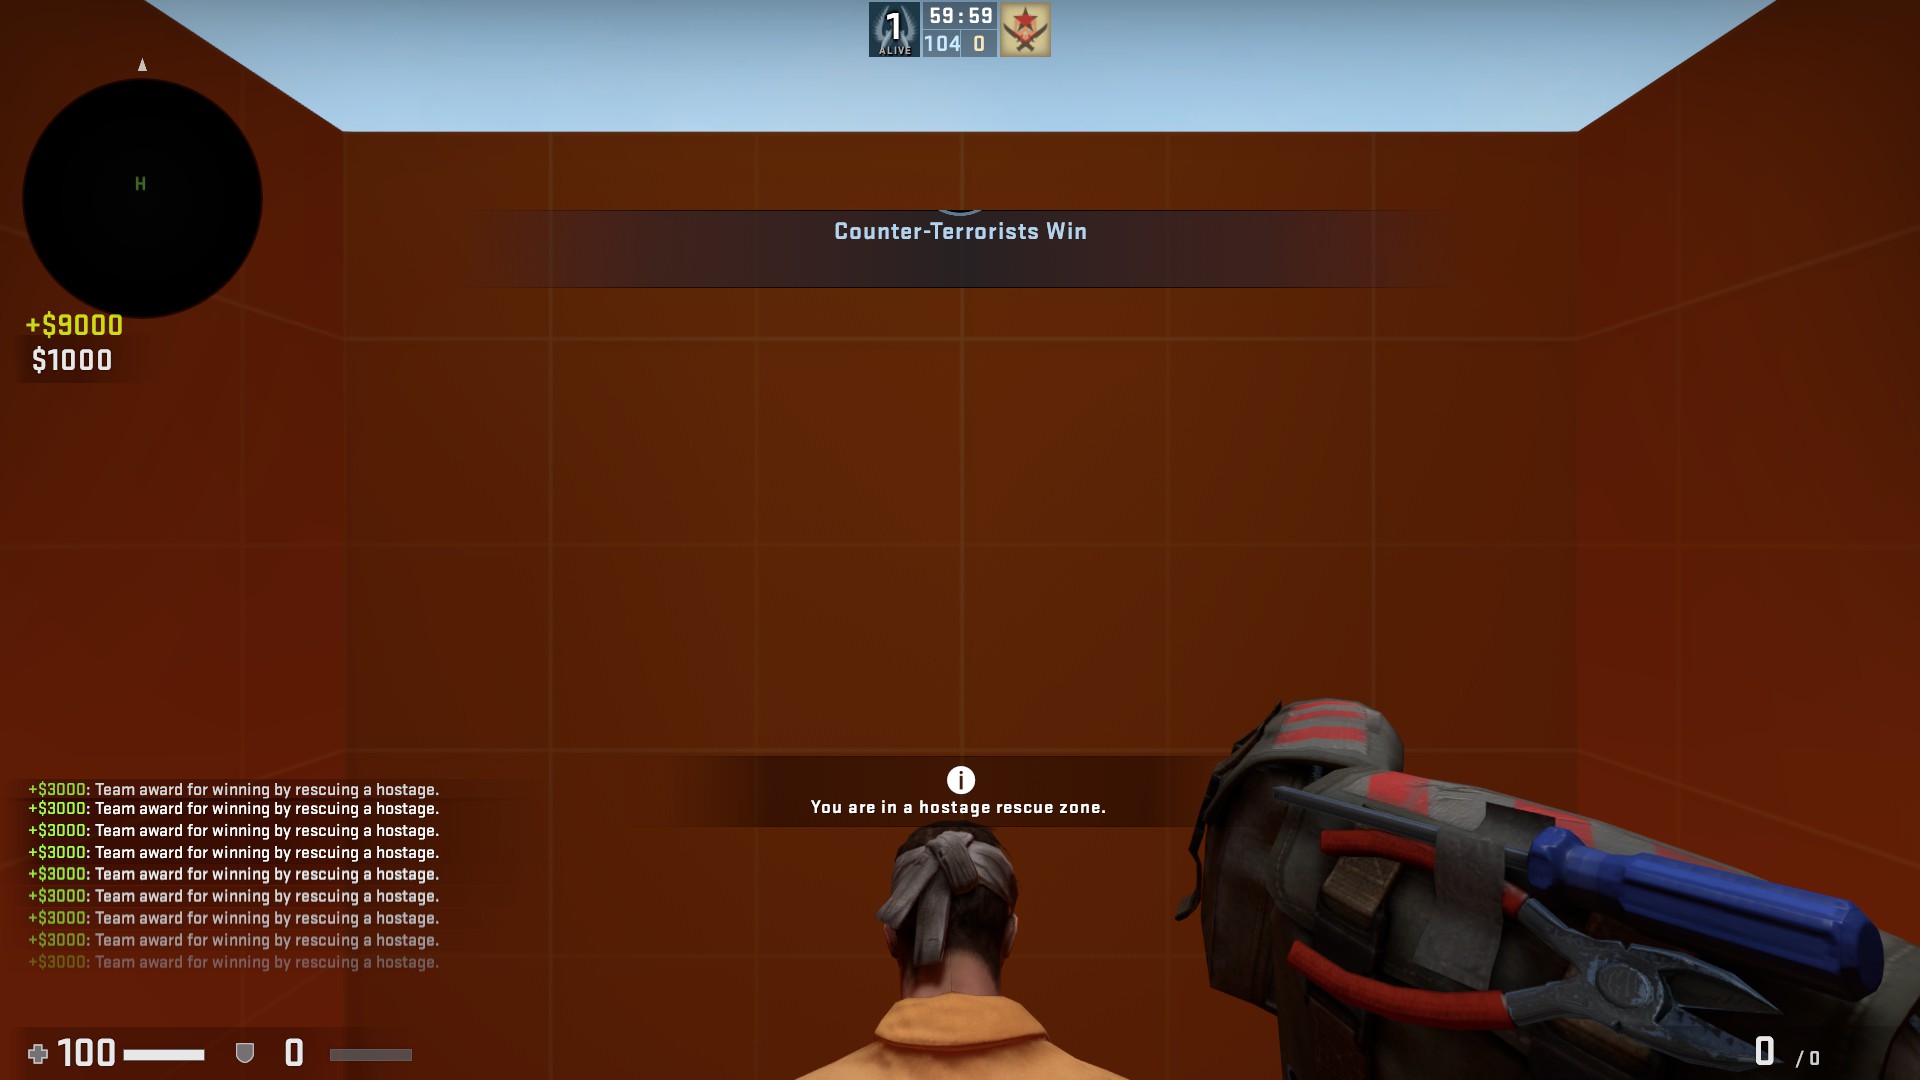 1
ALIVE
59:59
104 0
H
Counter-Terrorists Win
+$9000
$1000
You are in a hostage rescue zone.
+$3000: Team award for winning by rescuing a hostage.
+$3000: Team award for winning by rescuing a hostage.
+$3000: Team award for winning by rescuing a hostage.
+$3000: Team award for winning by rescuing a hostage.
+$3000: Team award for winning by rescuing a hostage.
+$3000: Team award for winning by rescuing a hostage.
+$3000: Team award for winning by rescuing a hostage.
+$3000: Team award for winning by rescuing a hostage.
+$3000: Team award for winning by rescuing a hostage.
100 0
0 / 0